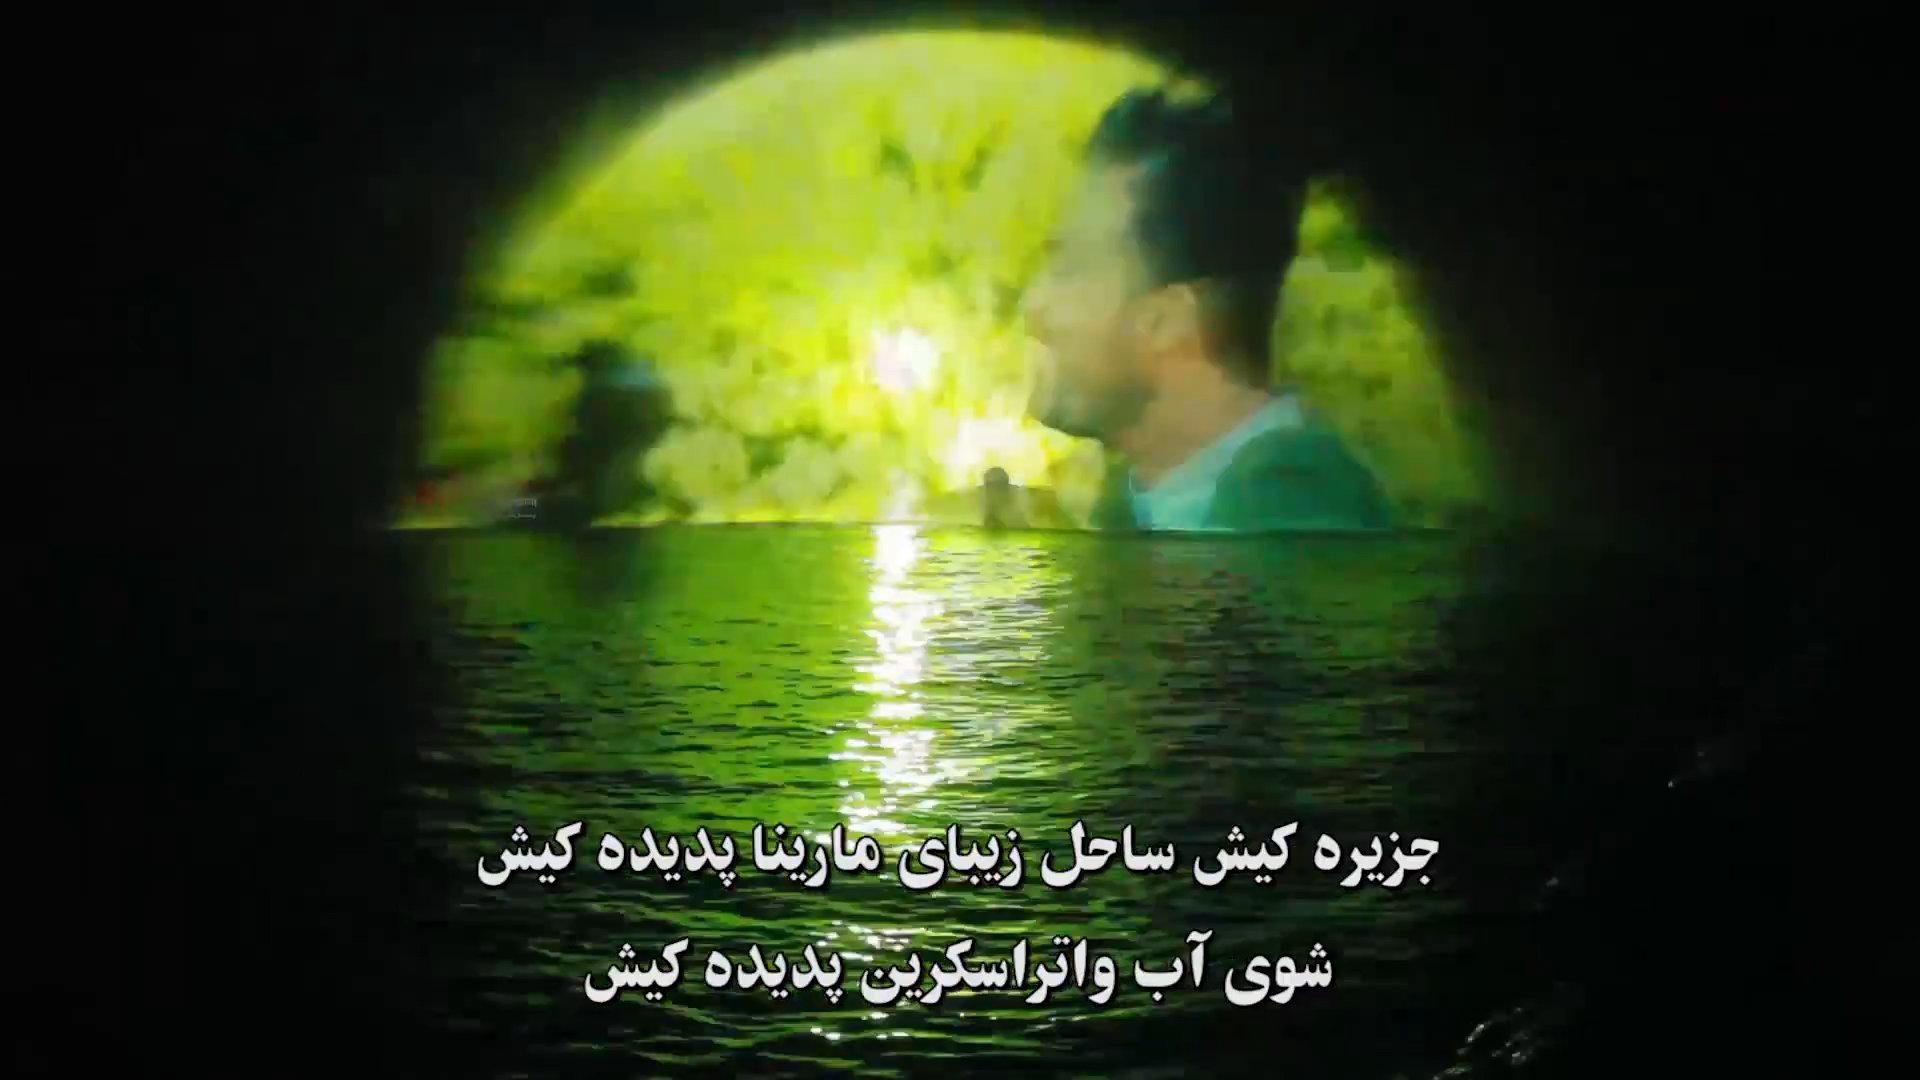 جزیره کیش ساحل زیبای مارینا پدیده کیش
شوی آب واتراسکرین پدیده کیش